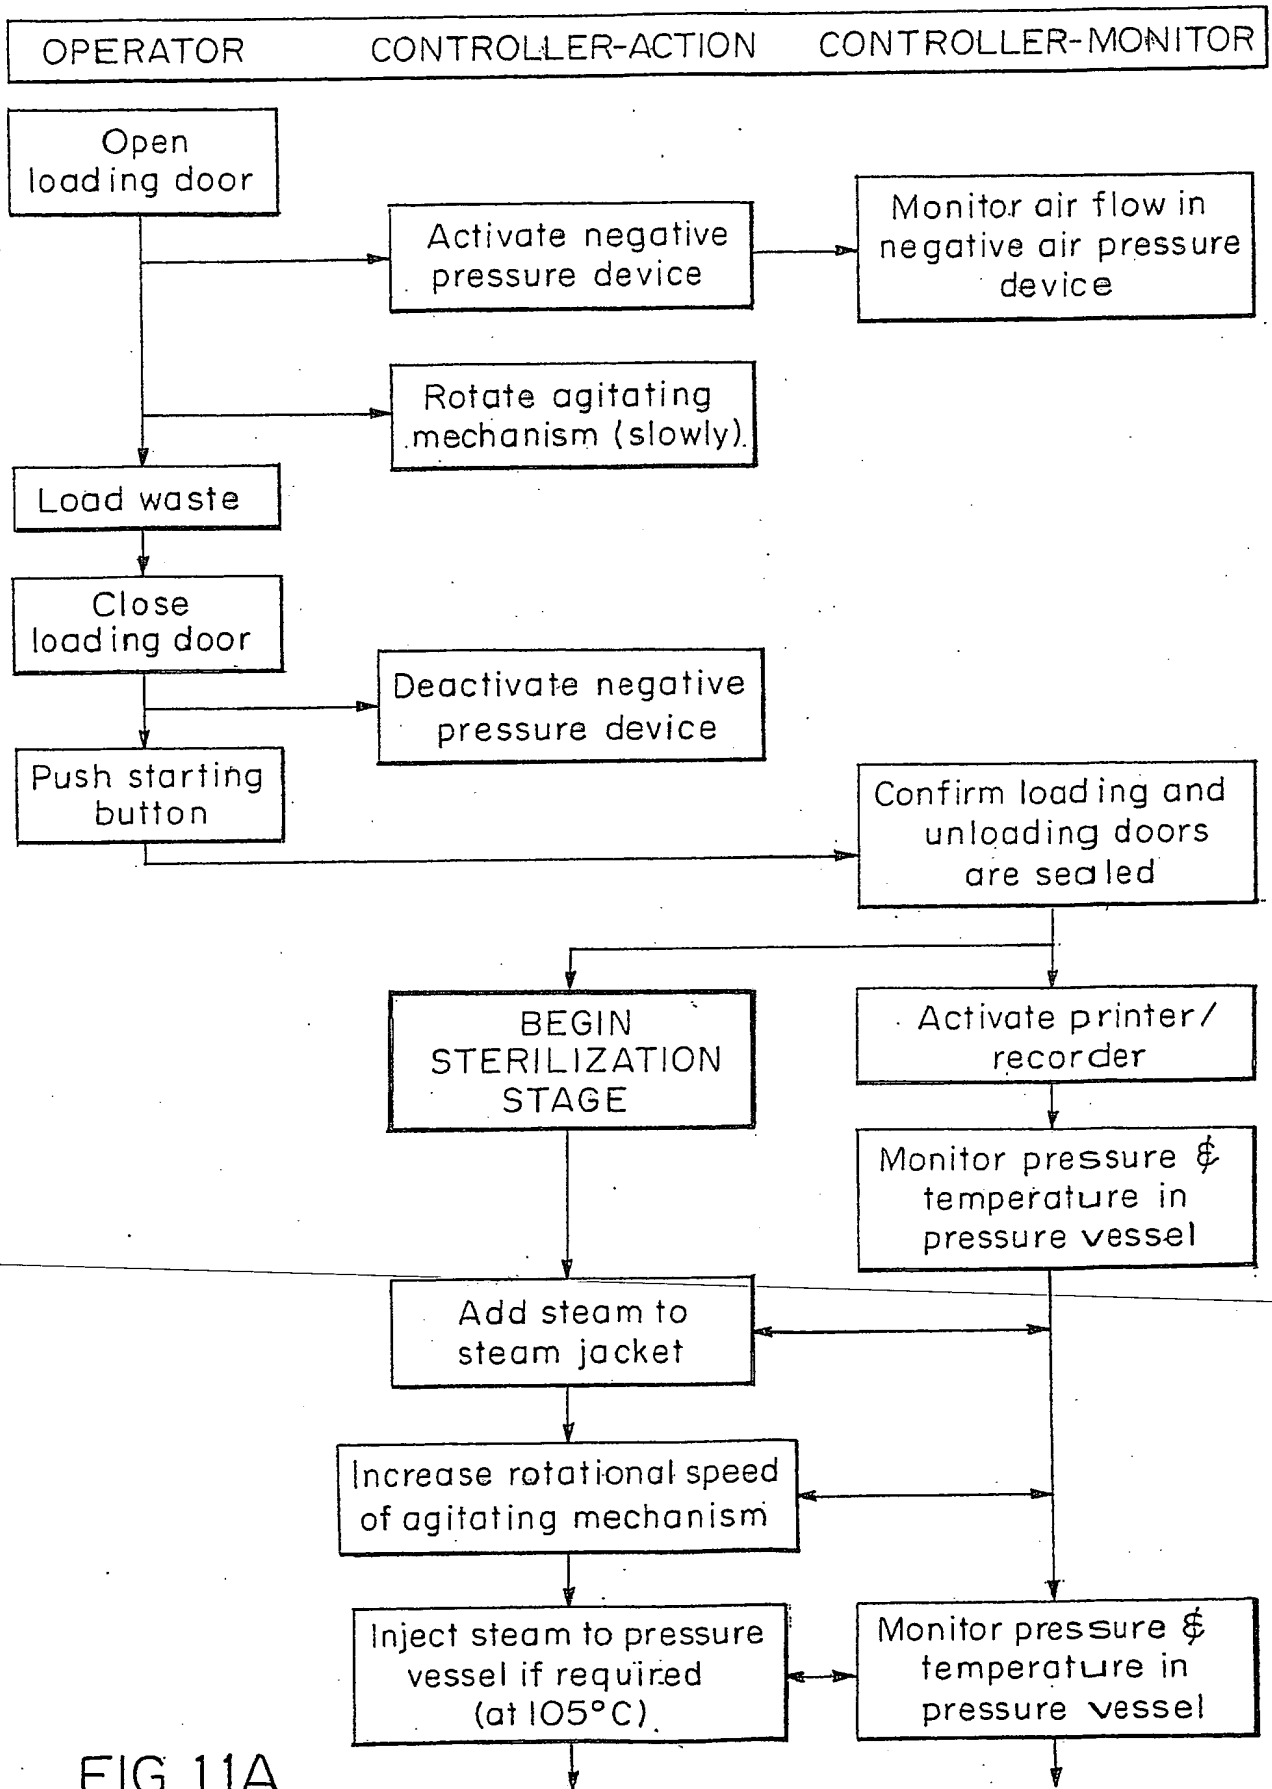 OPERATOR CONTROLLER-ACTION CONTROLLER-MONITOR
Open
loading door
Activate negative
pressure device
Monitor air flow in
negative air pressure
device
Rotate agitating
mechanism (slowly)
Load waste
Close
loading door
Deactivate negative
pressure device
Push starting
button
Confirm loading and
unloading doors
are sealed
BEGIN
STERILIZATION
STAGE
Activate printer/
recorder
Monitor pressure &
temperature in
pressure vessel
Add steam to
steam jacket
Increase rotational speed
of agitating mechanism
Inject steam to pressure
vessel if required
(at 105°C)
Monitor pressure &
temperature in
pressure vessel
FIG. 11A